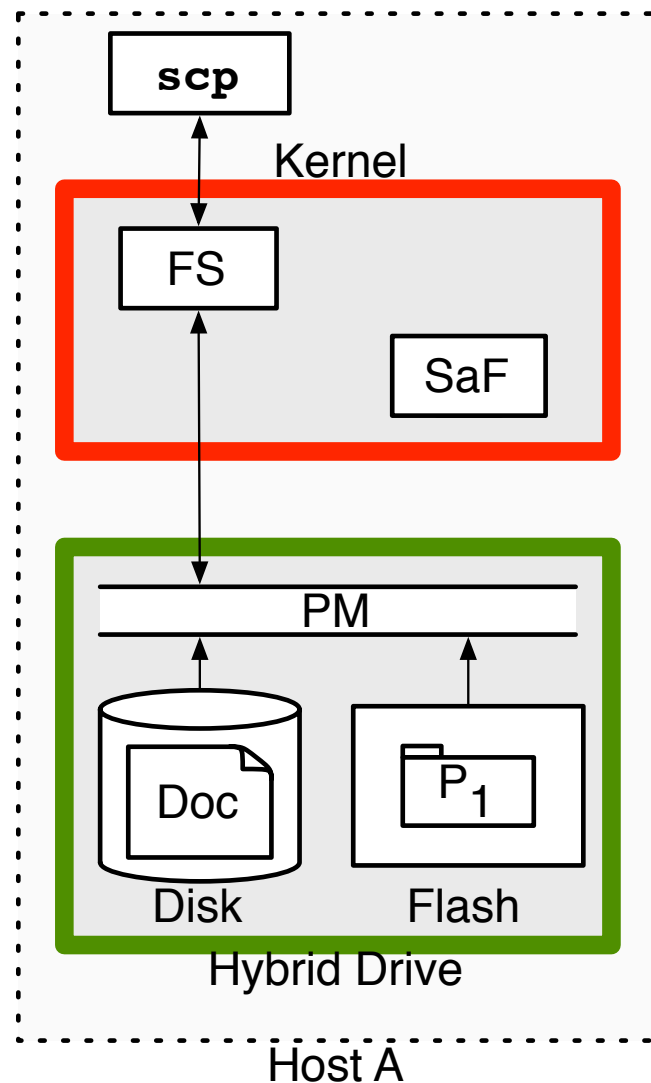 scp
Kernel
FS
SaF
PM
Doc
P1
Disk
Flash
Hybrid Drive
Host A